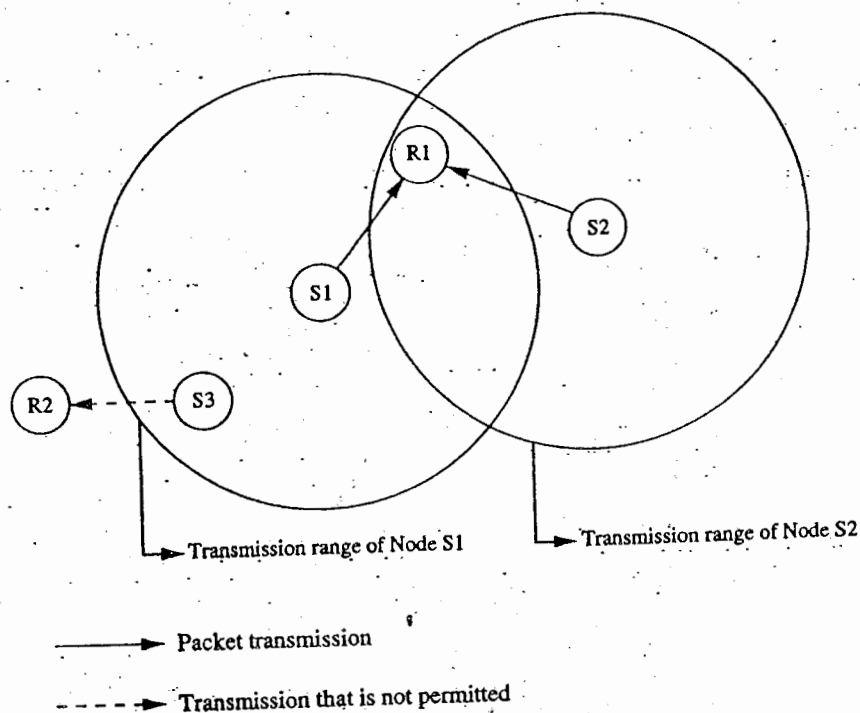 R1
S2
S1
R2
S3
Transmission range of Node S1
Transmission range of Node S2
Packet transmission
Transmission that is not permitted